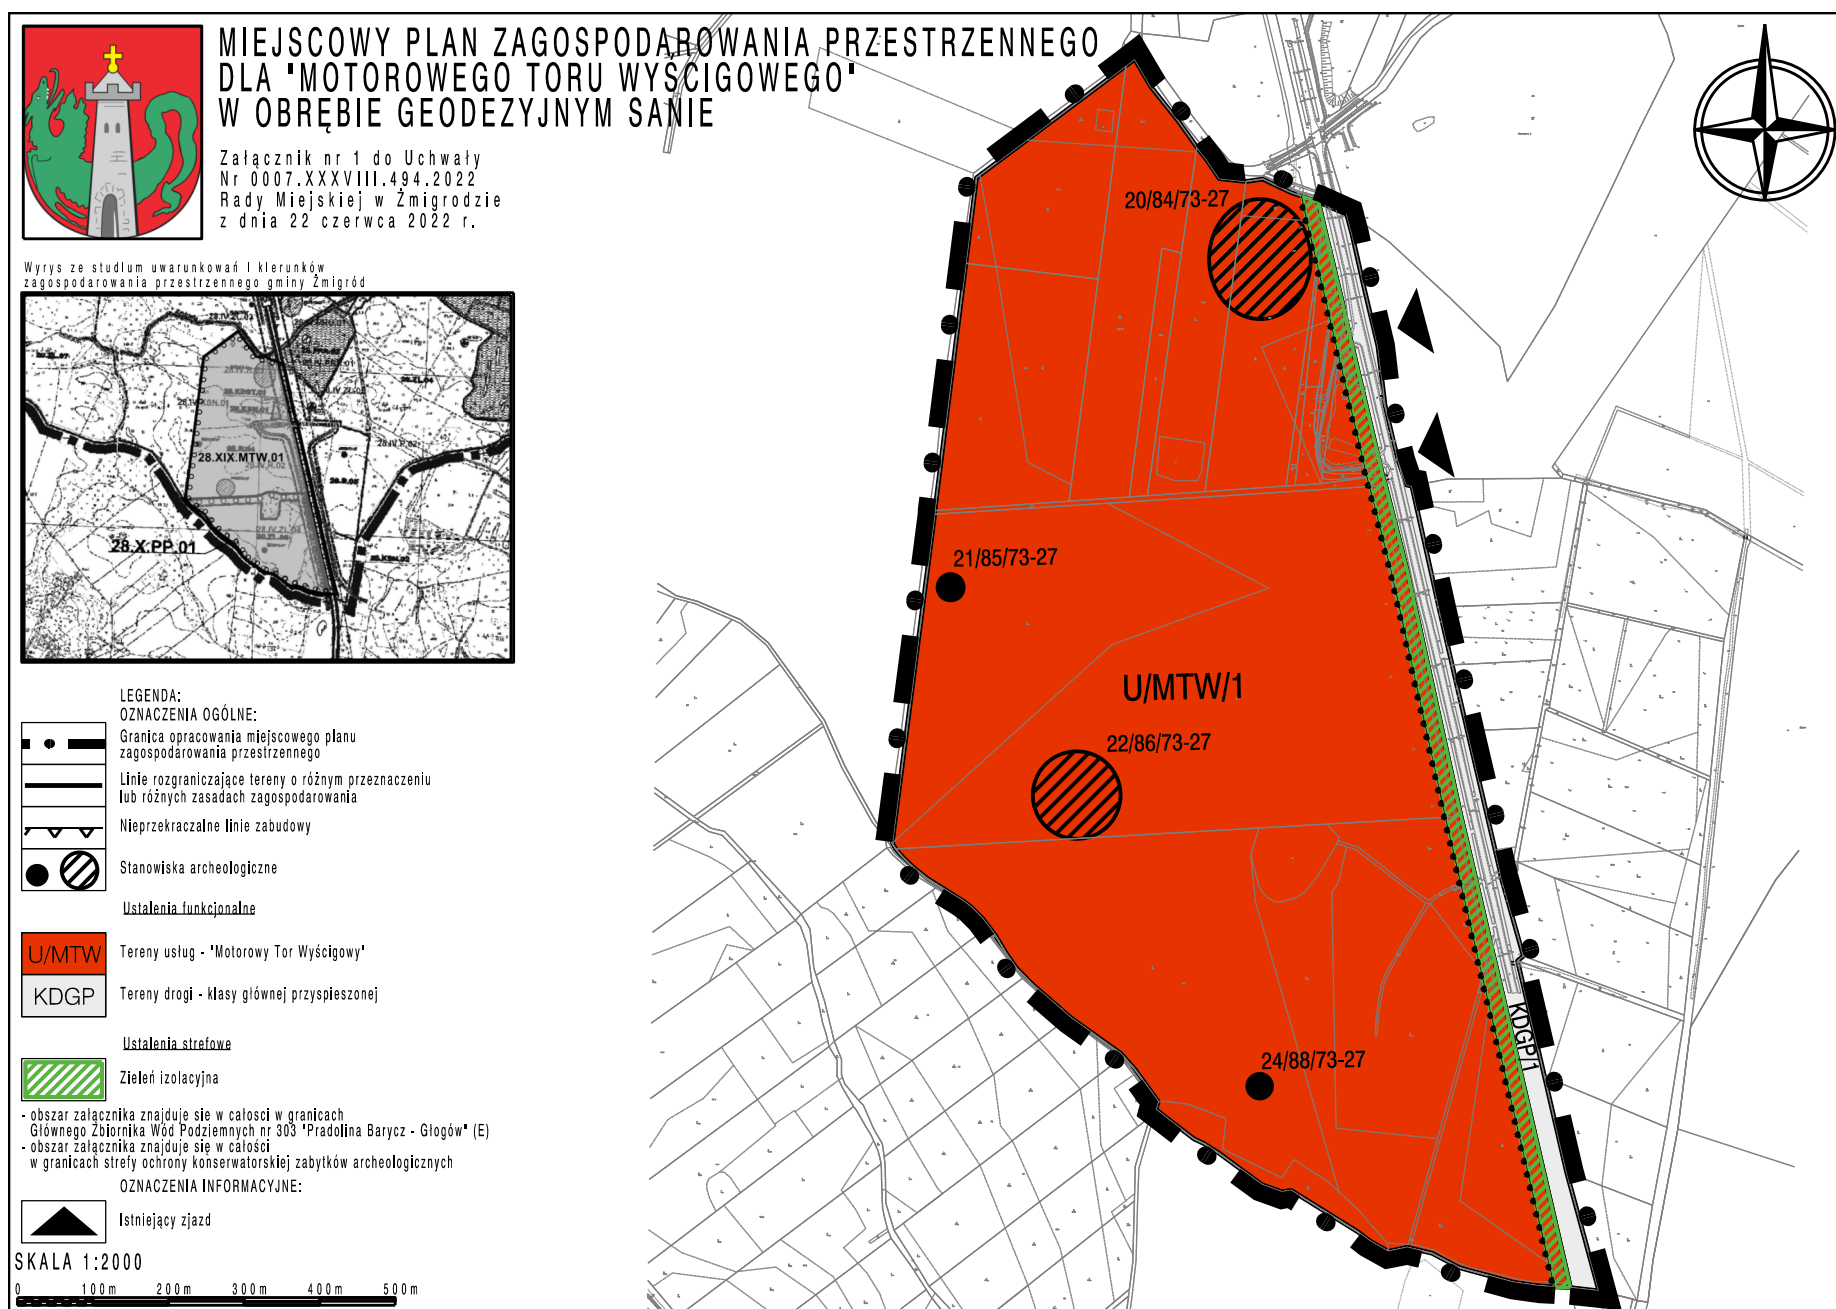 MIEJSCOWY PLAN ZAGOSPODAROWANIA PRZESTRZENNEGO
DLA "MOTOROWEGO TORU WYŚCIGOWEGO"
W OBRĘBIE GEODEZYJNYM SANIE
Załącznik nr 1 do Uchwały
Nr 0007.XXXVIII.494.2022
Rady Miejskiej w Żmigrodzie
z dnia 22 czerwca 2022 r.
Wyrys ze studium uwarunkowań i kierunków
zagospodarowania przestrzennego gminy Żmigród
28.XIX.MTW.01
28.X.PP.01
LEGENDA:
OZNACZENIA OGÓLNE:
Granica opracowania miejscowego planu
zagospodarowania przestrzennego
Linie rozgraniczające tereny o różnym przeznaczeniu
lub różnych zasadach zagospodarowania
Nieprzekraczalne linie zabudowy
Stanowiska archeologiczne
Ustalenia funkcjonalne
U/MTW Tereny usług - "Motorowy Tor Wyścigowy"
KDGP Tereny drogi - klasy głównej przyspieszonej
Ustalenia strefowe
Zieleń izolacyjna
- obszar załącznika znajduje się w całosci w granicach
Głównego Zbiornika Wód Podziemnych nr 303 "Pradolina Barycz - Głogów" (E)
- obszar załącznika znajduje się w całości
w granicach strefy ochrony konserwatorskiej zabytków archeologicznych
OZNACZENIA INFORMACYJNE:
Istniejący zjazd
SKALA 1:2000
0 100m 200m 300m 400m 500m
20/84/73-27
21/85/73-27
U/MTW/1
22/86/73-27
24/88/73-27
KDGP/1